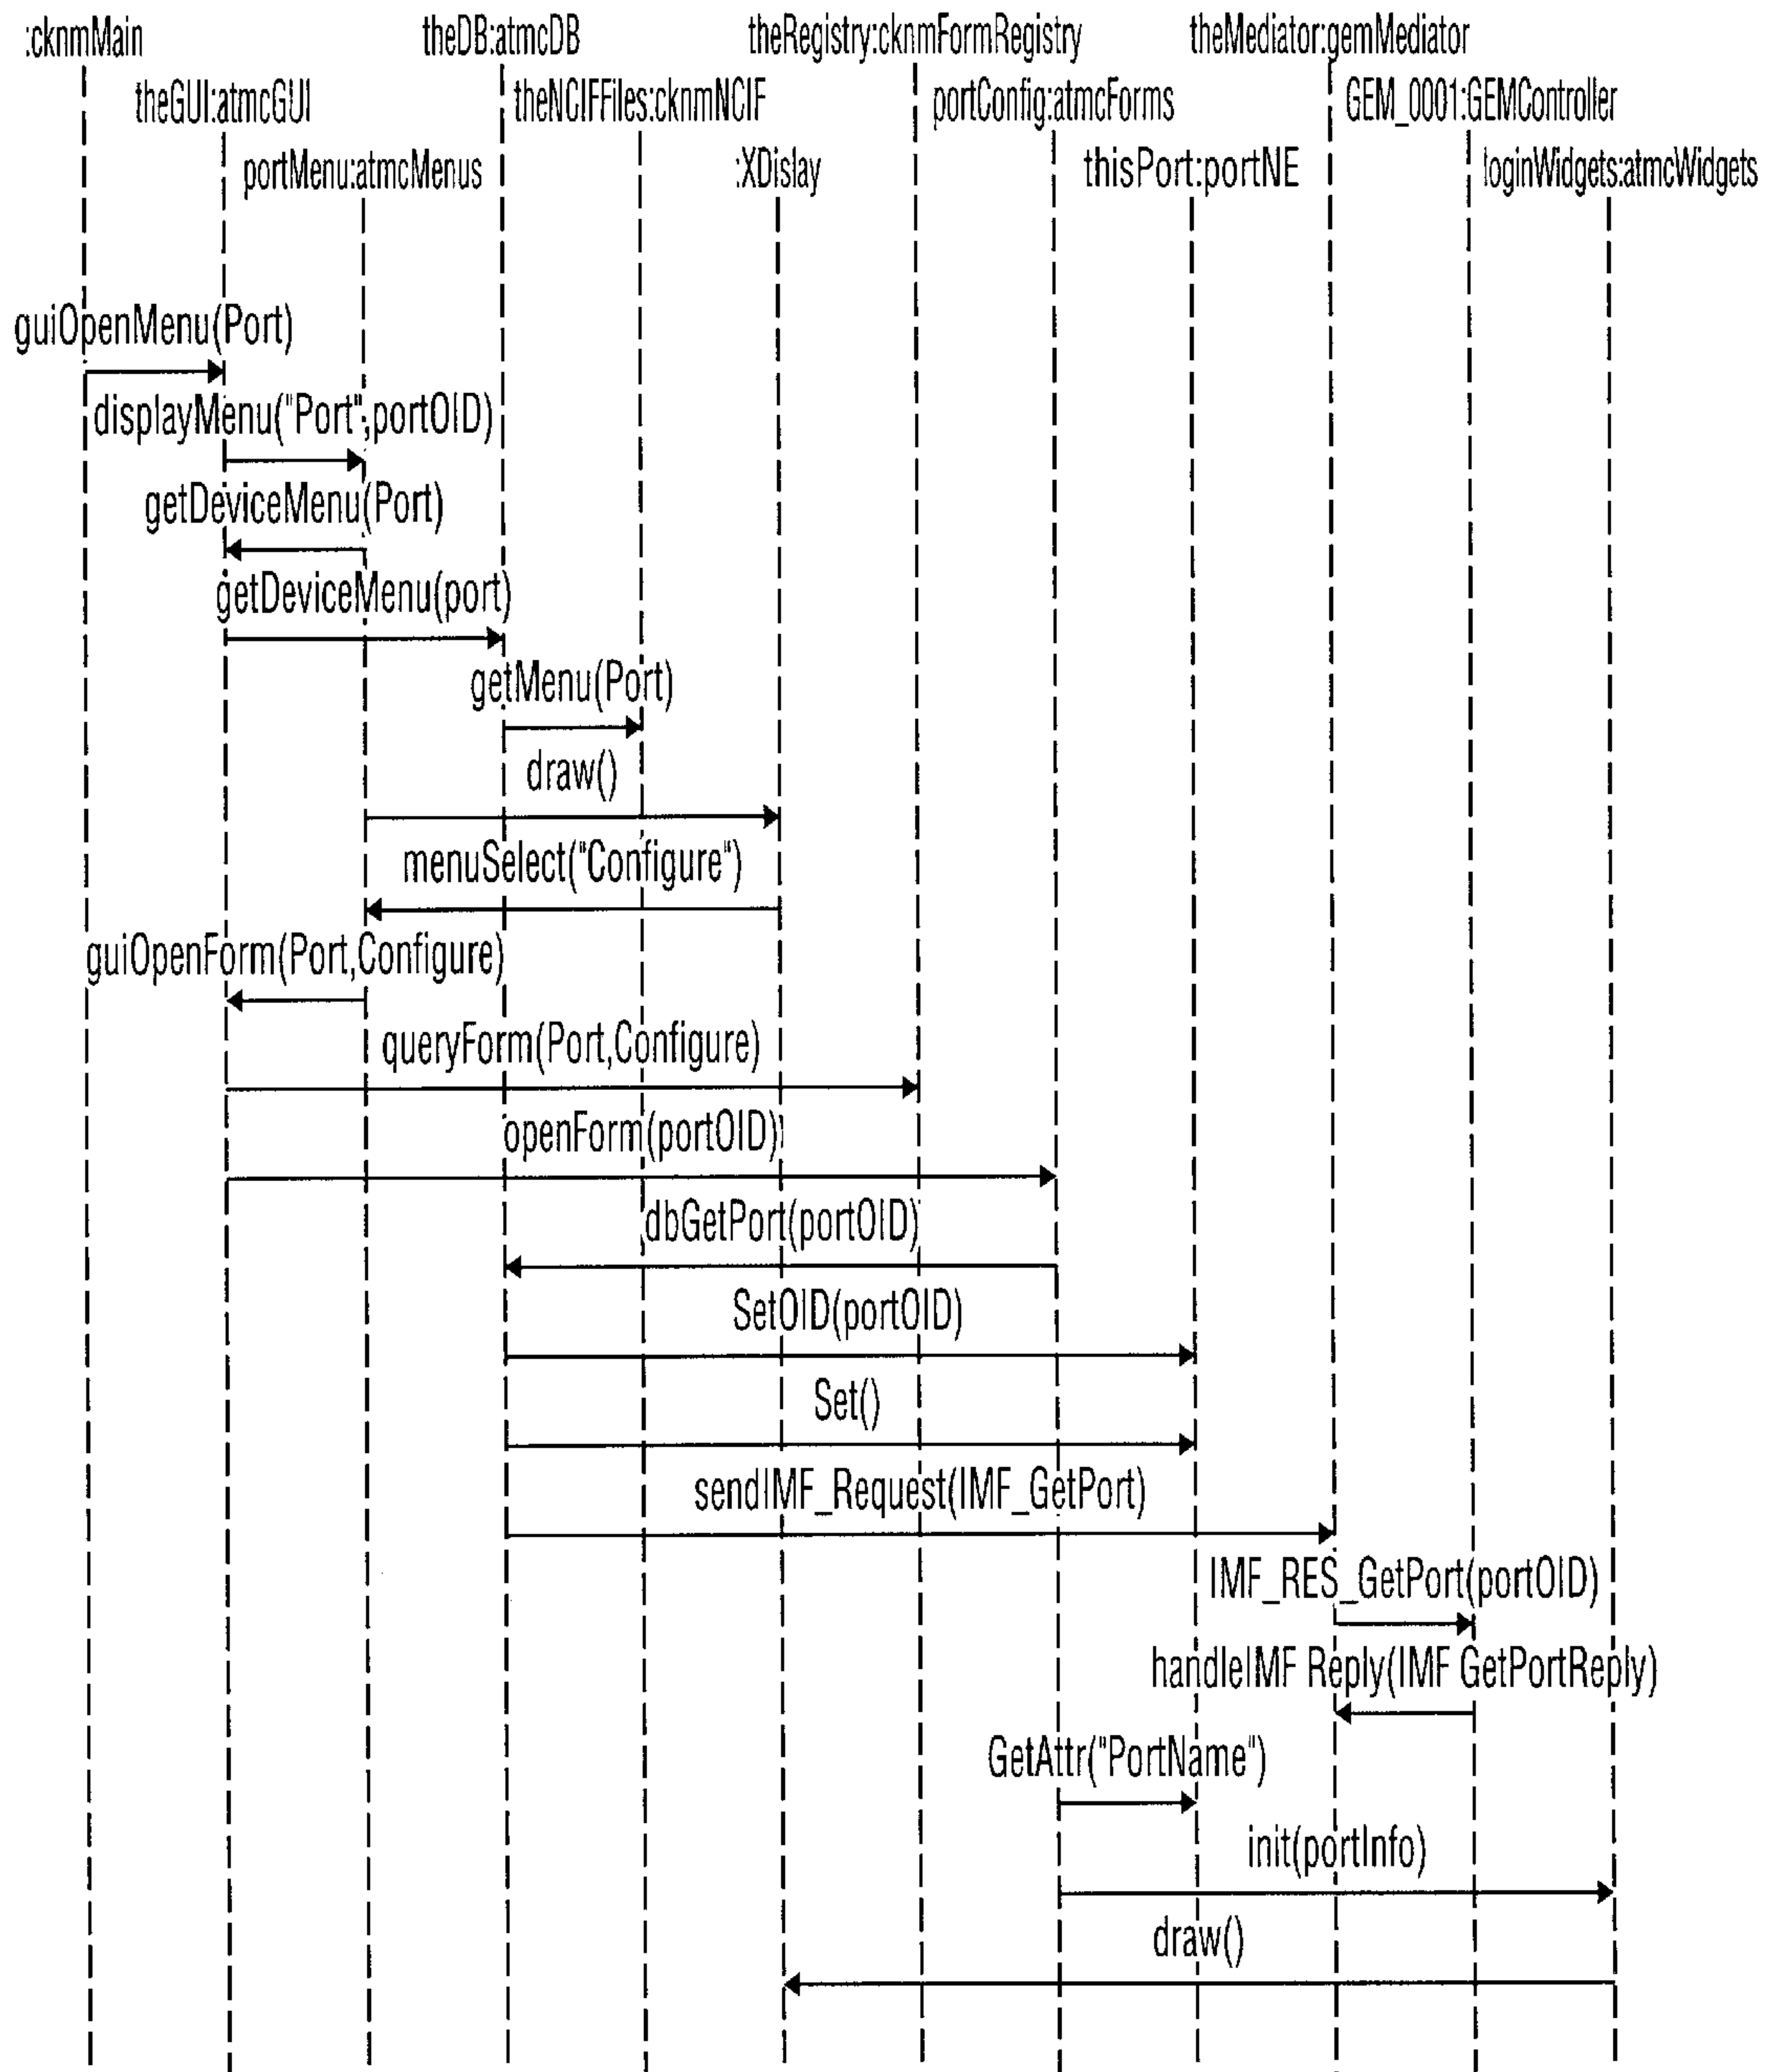 :cknmMain theDB:atmcDB theRegistry:cknmFormRegistry theMediator:gemMediator
theGUI:atmcGUI theNCIFFiles:cknmNCIF portConfig:atmcForms GEM_0001:GEMController
portMenu:atmcMenus :XDislay thisPort:portNE loginWidgets:atmcWidgets
guiOpenMenu(Port)
displayMenu("Port",portOID)
getDeviceMenu(Port)
getDeviceMenu(port)
getMenu(Port)
draw()
menuSelect("Configure")
guiOpenForm(Port,Configure)
queryForm(Port,Configure)
openForm(portOID)
dbGetPort(portOID)
SetOID(portOID)
Set()
sendIMF_Request(IMF_GetPort)
IMF_RES_GetPort(portOID)
handleIMF Reply(IMF GetPortReply)
GetAttr("PortName")
init(portInfo)
draw()